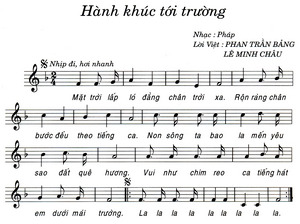 Hành khúc tới trường
Nhạc : Pháp
Lời Việt : PHAN TRẦN BẢNG
LÊ MINH CHÂU
Nhịp đi, hơi nhanh
Mặt trời lấp ló đằng chân trời xa. Rộn ràng chân
bước đều theo tiếng ca. Non sông ta bao la mến yêu
sao đất quê hương. Vui như chim reo ca tiếng hát
em dưới mái trường. La la la la la la la la.